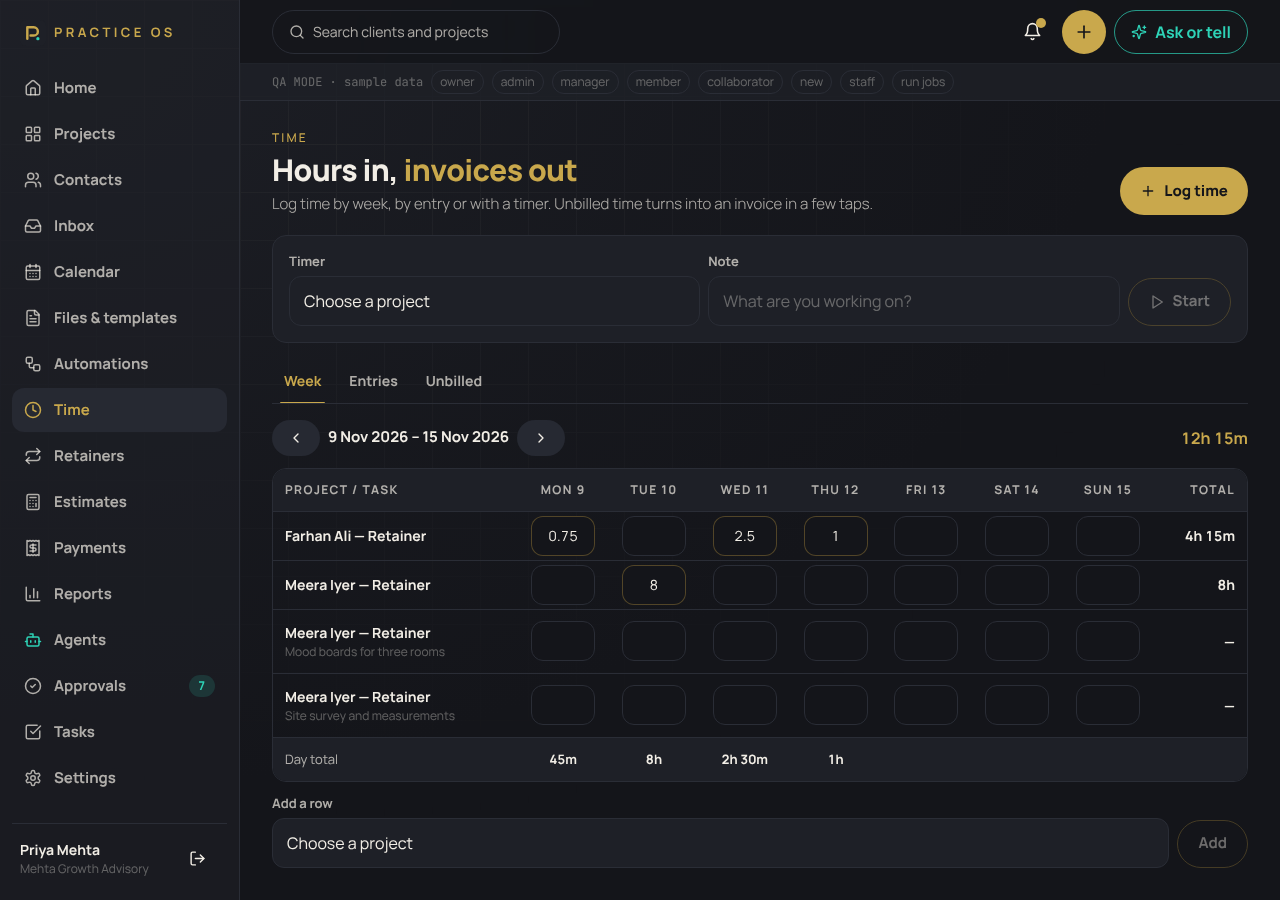 PRACTICE OS
Search clients and projects
Ask or tell
QA MODE · sample data owner admin manager member collaborator new staff run jobs
Home
Projects
Contacts
Inbox
Calendar
Files & templates
Automations
Time
Retainers
Estimates
Payments
Reports
Agents
Approvals 7
Tasks
Settings
Priya Mehta
Mehta Growth Advisory
TIME
Hours in, invoices out
Log time by week, by entry or with a timer. Unbilled time turns into an invoice in a few taps.
+ Log time
Timer Note
Choose a project What are you working on? Start
Week Entries Unbilled
9 Nov 2026 – 15 Nov 2026 12h 15m
PROJECT / TASK MON 9 TUE 10 WED 11 THU 12 FRI 13 SAT 14 SUN 15 TOTAL
Farhan Ali — Retainer 0.75 2.5 1 4h 15m
Meera Iyer — Retainer 8 8h
Meera Iyer — Retainer –
Mood boards for three rooms
Meera Iyer — Retainer –
Site survey and measurements
Day total 45m 8h 2h 30m 1h
Add a row
Choose a project Add